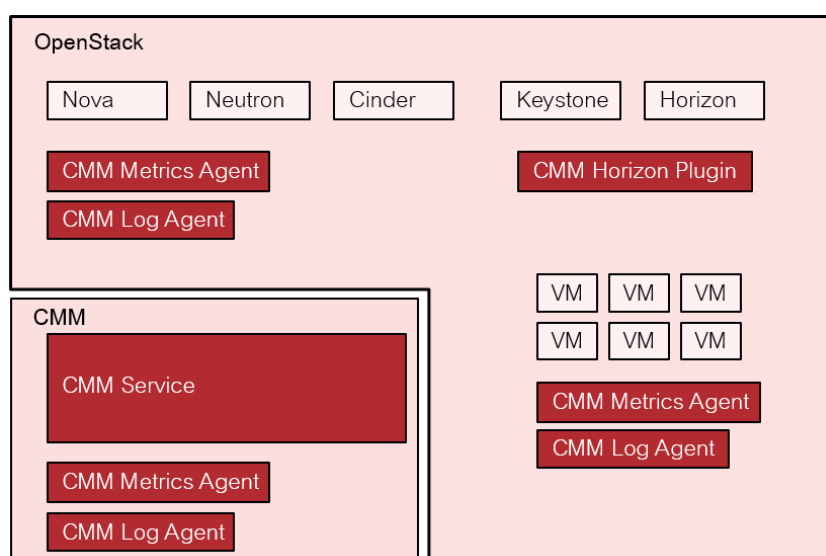 OpenStack
Nova Neutron Cinder Keystone Horizon
CMM Metrics Agent CMM Horizon Plugin
CMM Log Agent
VM VM VM
CMM
VM VM VM
CMM Service
CMM Metrics Agent
CMM Log Agent
CMM Metrics Agent
CMM Log Agent